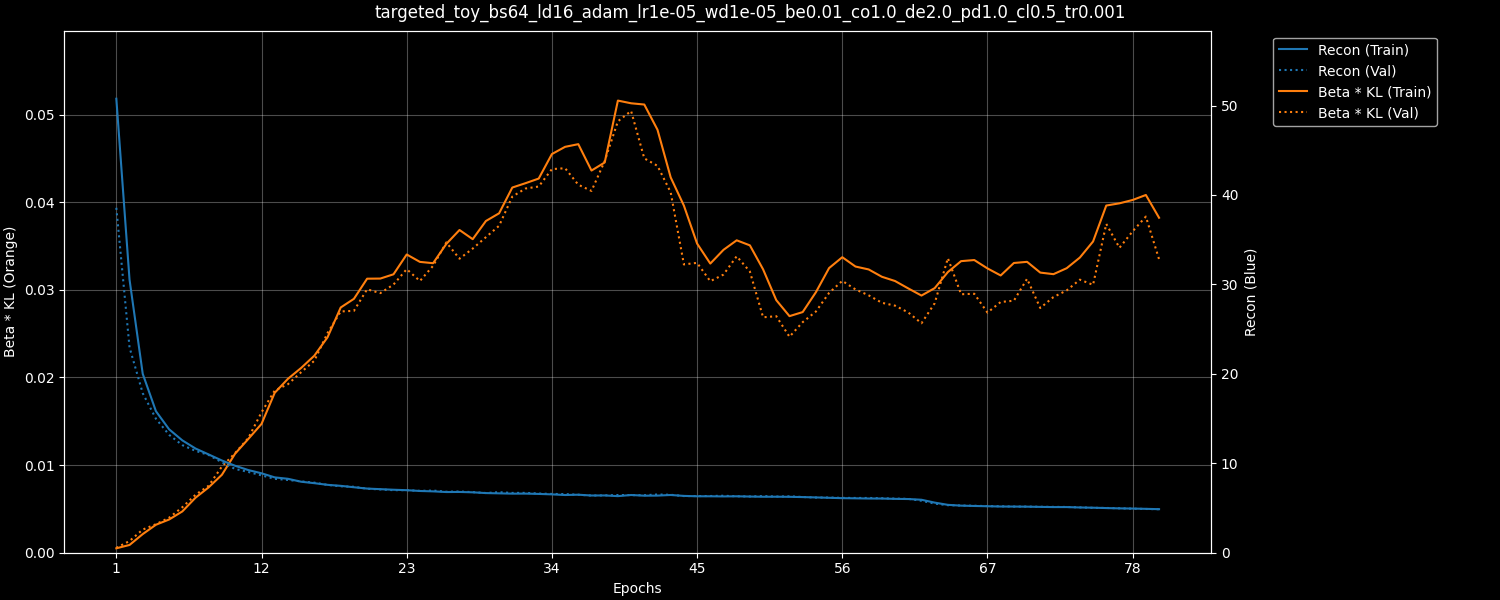 targeted_toy_bs64_ld16_adam_lr1e-05_wd1e-05_be0.01_co1.0_de2.0_pd1.0_cl0.5_tr0.001
Recon (Train)
Recon (Val)
Beta * KL (Train)
Beta * KL (Val)
Beta * KL (Orange)
0.05
0.04
0.03
0.02
0.01
0.00
50
40
30
20
10
0
Recon (Blue)
1 12 23 34 45 56 67 78
Epochs